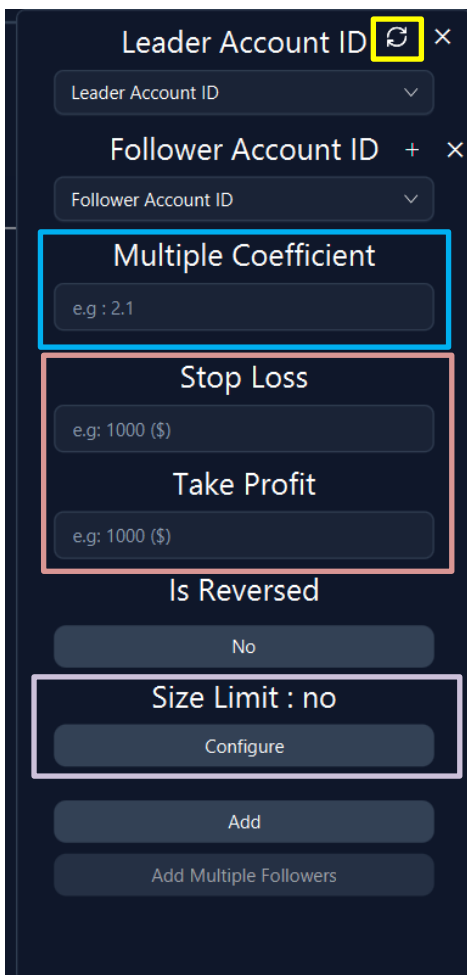 Leader Account ID
Leader Account ID
Follower Account ID +
Follower Account ID
Multiple Coefficient
e.g : 2.1
Stop Loss
e.g: 1000 ($)
Take Profit
e.g: 1000 ($)
Is Reversed
No
Size Limit : no
Configure
Add
Add Multiple Followers